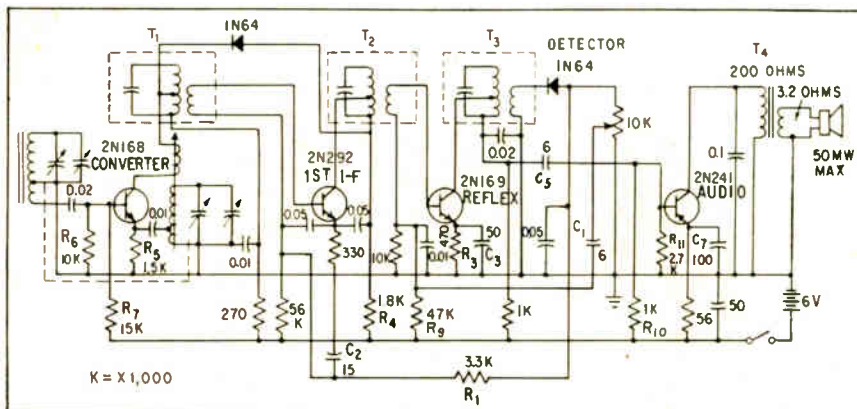 T1
1N64
T2
T3
DETECTOR
1N64
T4
200 OHMS
3.2 OHMS
50MW
MAX
2N168
CONVERTER
0.02
R6
10K
0.01
R5
1.5K
0.01
R7
15K
270
56
K
2N292
1ST I-F
0.05
0.05
330
C2
15
1.8K
R4
10K
0.01
47K
R9
2N169
REFLEX
470
R3
50
C3
0.02
6
C5
10K
0.05
C1
6
1K
3.3K
R1
2N241
AUDIO
0.1
R11
2.7
K
C7
100
1K
R10
56
50
6V
K = X 1,000